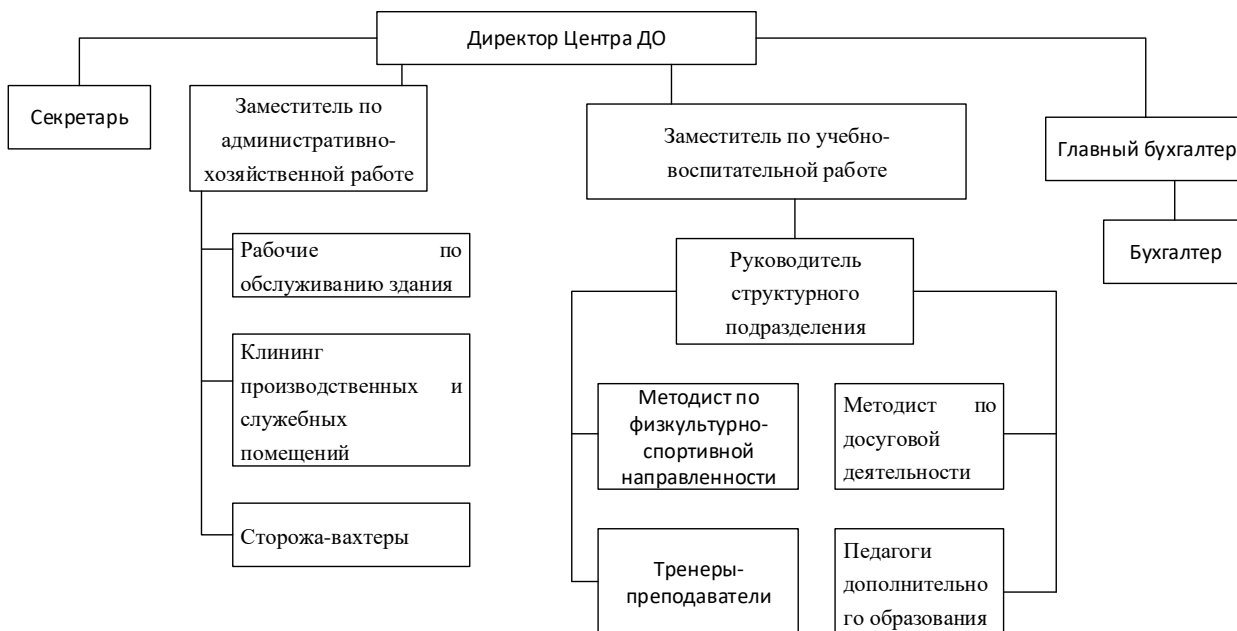 Директор Центра ДО
Секретарь
Заместитель по
административно-
хозяйственной работе
Заместитель по учебно-
воспитательной работе
Главный бухгалтер
Бухгалтер
Рабочие по
обслуживанию здания
Клининг
производственных и
служебных
помещений
Сторожа-вахтеры
Руководитель
структурного
подразделения
Методист по
физкультурно-
спортивной
направленности
Методист по
досуговой
деятельности
Тренеры-
преподаватели
Педагоги
дополнительно
го образования